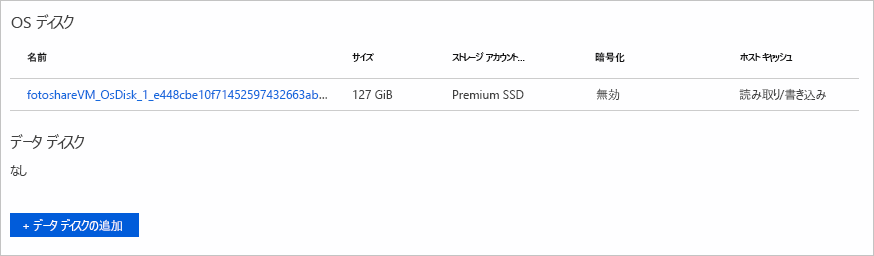 OS ディスク
名前 サイズ ストレージ アカウント... 暗号化 ホスト キャッシュ
fotoshareVM_OsDisk_1_e448cbe10f71452597432663ab... 127 GiB Premium SSD 無効 読み取り/書き込み
データ ディスク
なし
+ データ ディスクの追加